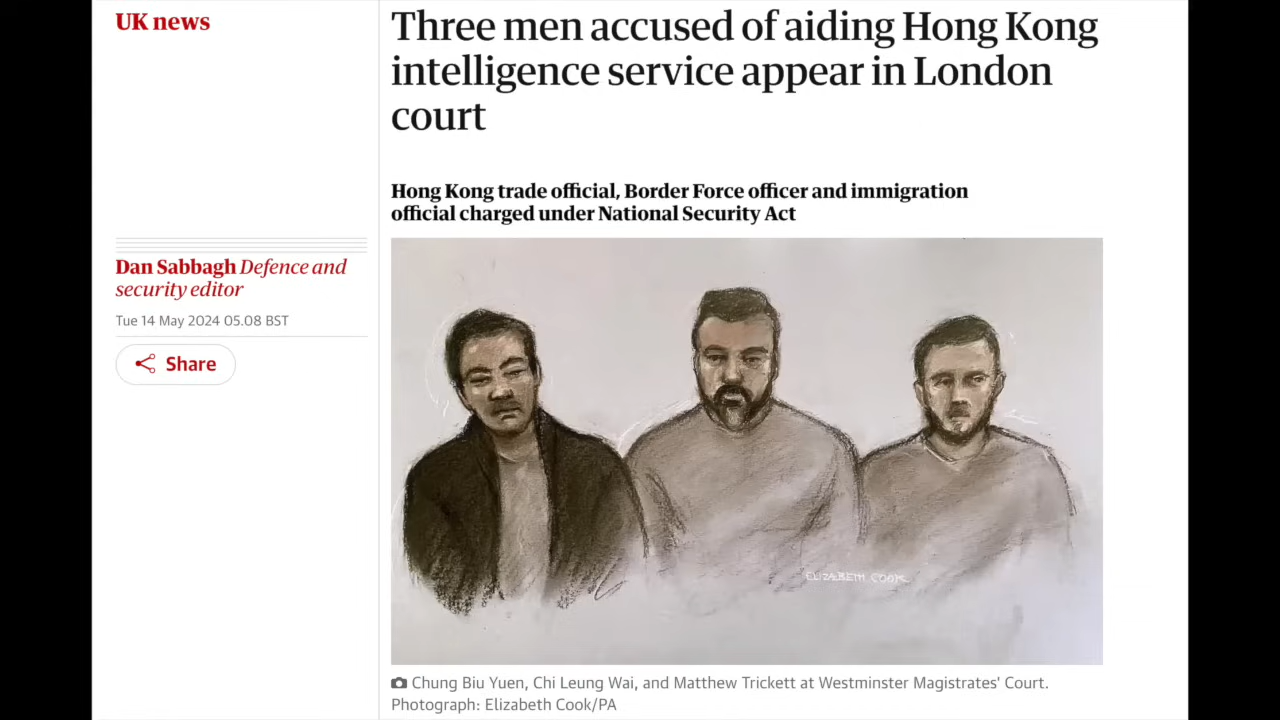 UK news
Three men accused of aiding Hong Kong
intelligence service appear in London
court
Hong Kong trade official, Border Force officer and immigration
official charged under National Security Act
Dan Sabbagh Defence and
security editor
Tue 14 May 2024 05.08 BST
Share
ELIZABETH COOK
Chung Biu Yuen, Chi Leung Wai, and Matthew Trickett at Westminster Magistrates' Court.
Photograph: Elizabeth Cook/PA